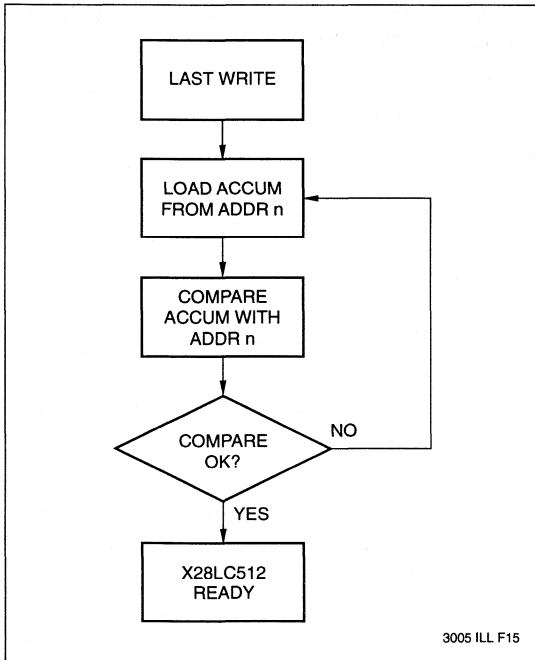 LAST WRITE
LOAD ACCUM
FROM ADDR n
COMPARE
ACCUM WITH
ADDR n
COMPARE
OK?
NO
YES
X28LC512
READY
3005 ILL F15